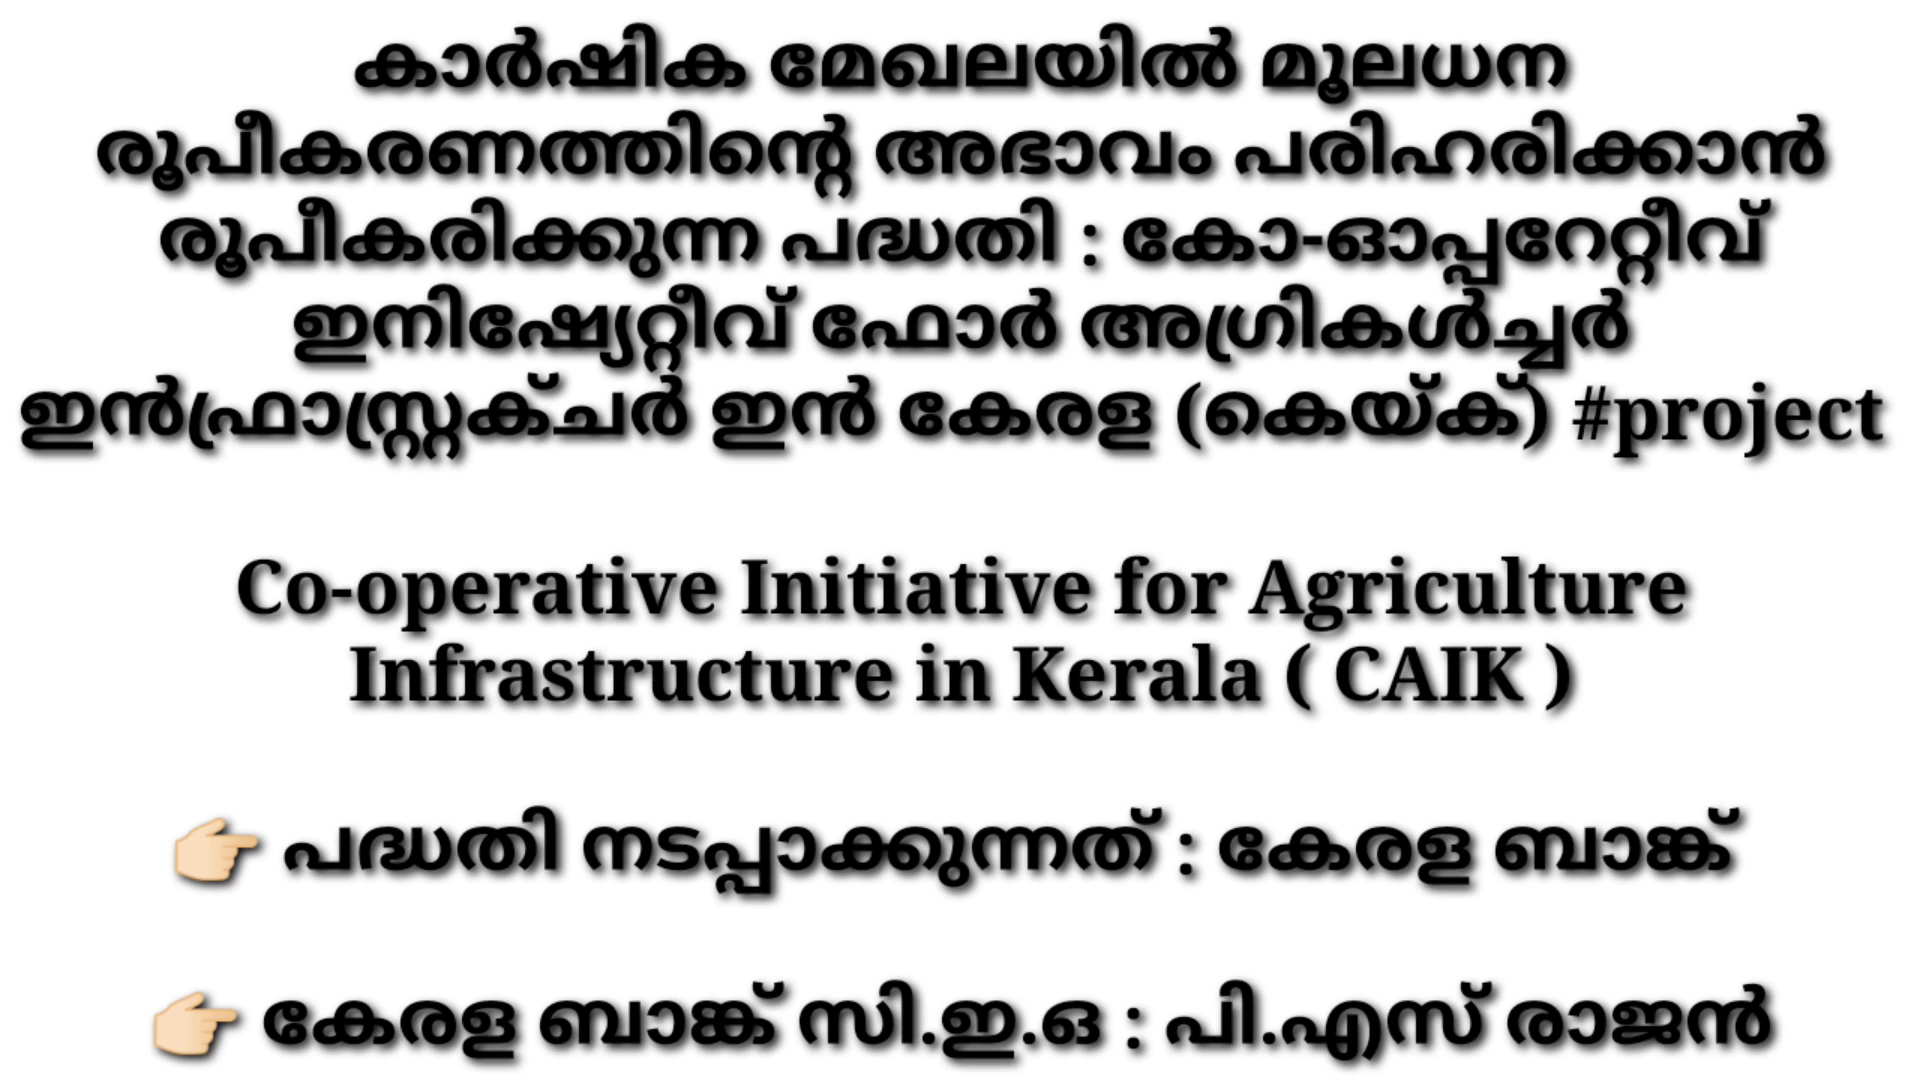 കാർഷിക മേഖലയിൽ മൂലധന
രൂപീകരണത്തിന്റെ അഭാവം പരിഹരിക്കാൻ
രൂപീകരിക്കുന്ന പദ്ധതി : കോ-ഓപ്പറേറ്റീവ്
ഇനിഷ്യേറ്റീവ് ഫോർ അഗ്രികൾച്ചർ
ഇൻഫ്രാസ്ട്രക്ചർ ഇൻ കേരള (കെയ്ക്) #project
Co-operative Initiative for Agriculture
Infrastructure in Kerala ( CAIK )
👉🏻 പദ്ധതി നടപ്പാക്കുന്നത് : കേരള ബാങ്ക്
👉🏻 കേരള ബാങ്ക് സി.ഇ.ഒ : പി.എസ് രാജൻ